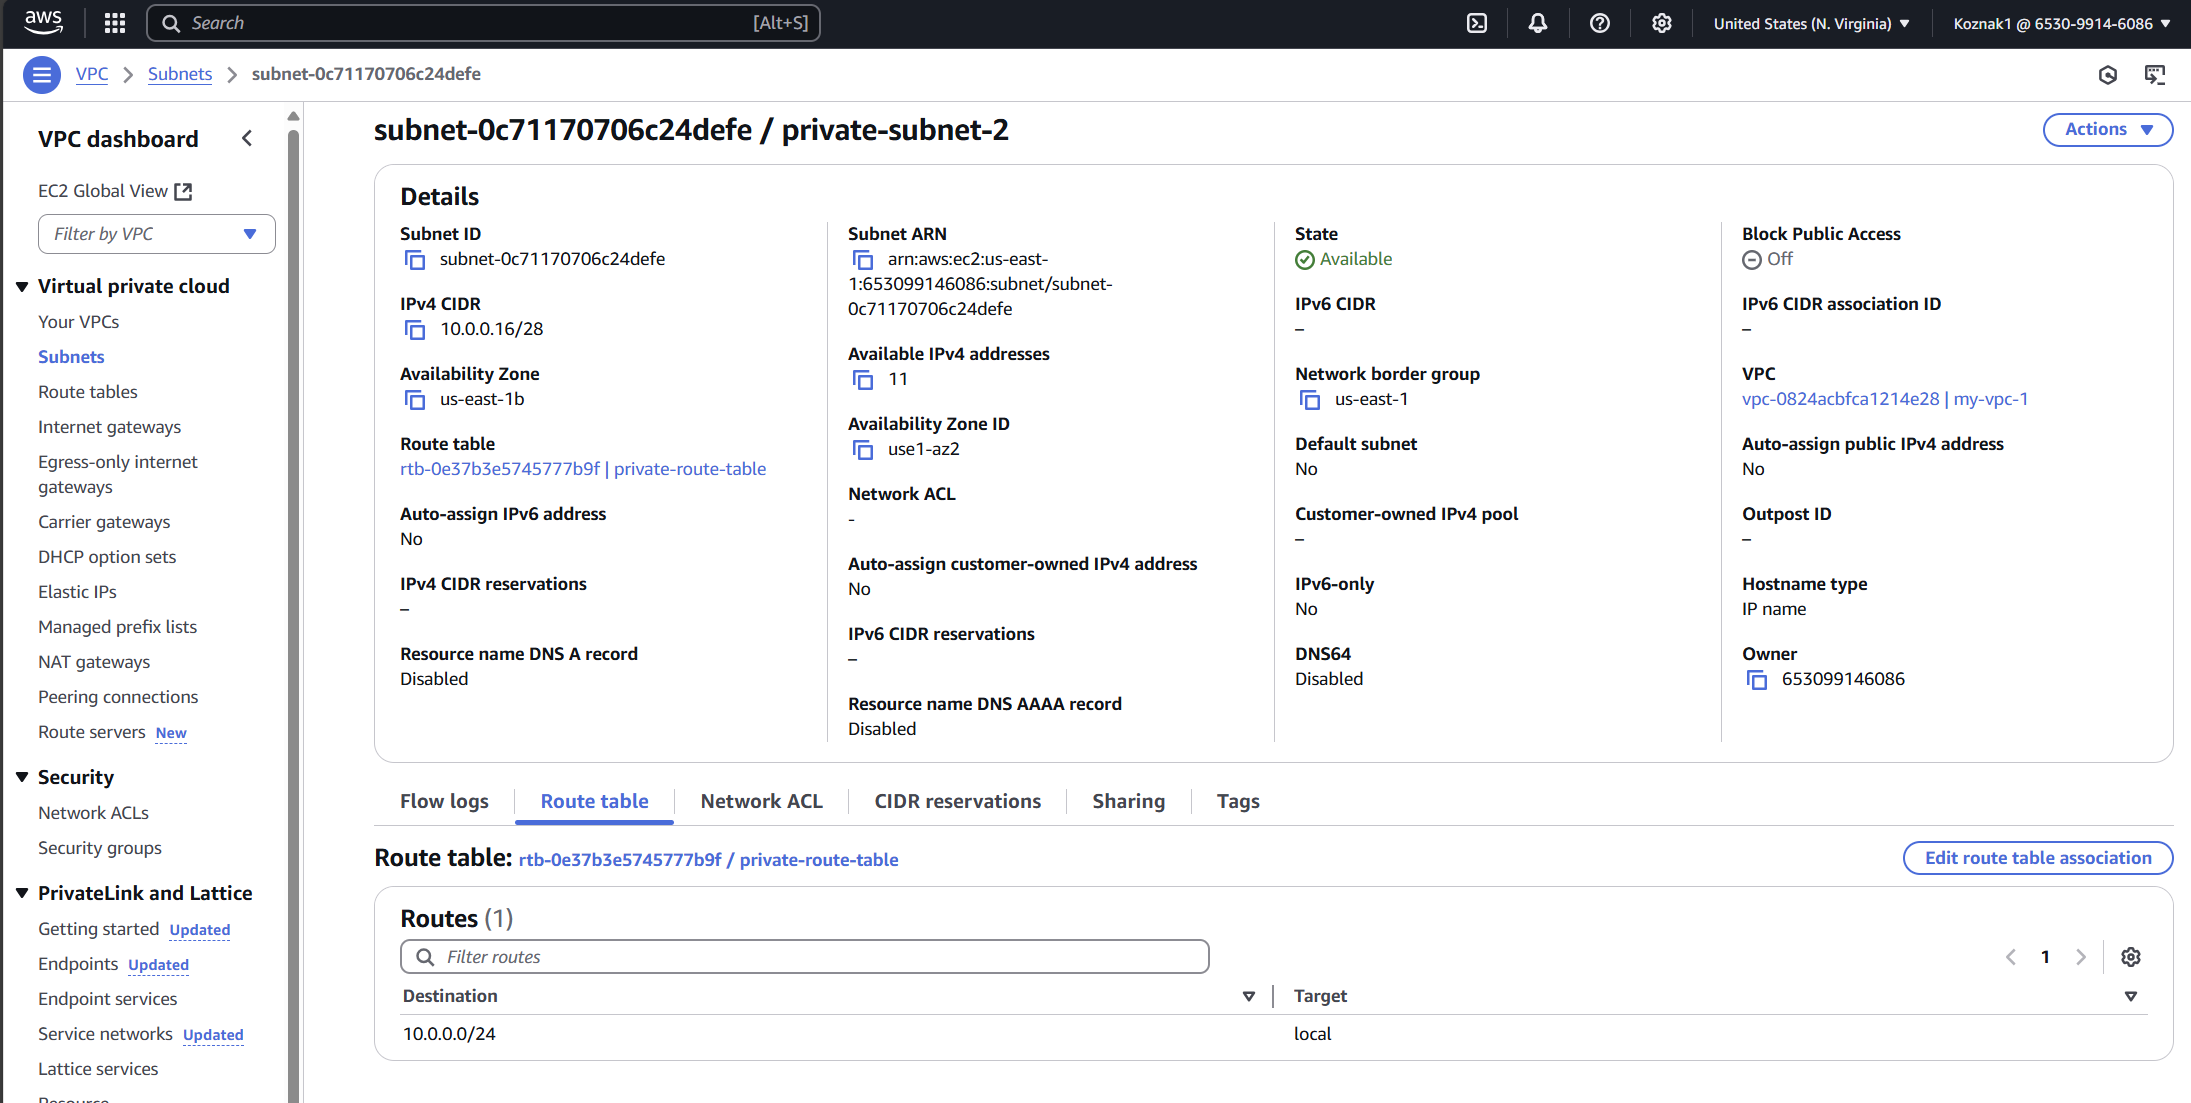 aws
Search
[Alt+S]
United States (N. Virginia)
Koznak1 @ 6530-9914-6086
VPC
Subnets
subnet-0c71170706c24defe
VPC dashboard
EC2 Global View
Filter by VPC
Virtual private cloud
Your VPCs
Subnets
Route tables
Internet gateways
Egress-only internet
gateways
Carrier gateways
DHCP option sets
Elastic IPs
Managed prefix lists
NAT gateways
Peering connections
Route servers New
Security
Network ACLs
Security groups
PrivateLink and Lattice
Getting started Updated
Endpoints Updated
Endpoint services
Service networks Updated
Lattice services
Resource
subnet-0c71170706c24defe / private-subnet-2
Actions
Details
Subnet ID
subnet-0c71170706c24defe
IPv4 CIDR
10.0.0.16/28
Availability Zone
us-east-1b
Route table
rtb-0e37b3e5745777b9f | private-route-table
Auto-assign IPv6 address
No
IPv4 CIDR reservations
–
Resource name DNS A record
Disabled
Subnet ARN
arn:aws:ec2:us-east-
1:653099146086:subnet/subnet-
0c71170706c24defe
Available IPv4 addresses
11
Availability Zone ID
use1-az2
Network ACL
-
Auto-assign customer-owned IPv4 address
No
IPv6 CIDR reservations
–
Resource name DNS AAAA record
Disabled
State
Available
IPv6 CIDR
–
Network border group
us-east-1
Default subnet
No
Customer-owned IPv4 pool
–
IPv6-only
No
DNS64
Disabled
Block Public Access
Off
IPv6 CIDR association ID
–
VPC
vpc-0824acbfca1214e28 | my-vpc-1
Auto-assign public IPv4 address
No
Outpost ID
–
Hostname type
IP name
Owner
653099146086
Flow logs
Route table
Network ACL
CIDR reservations
Sharing
Tags
Route table: rtb-0e37b3e5745777b9f / private-route-table
Edit route table association
Routes (1)
Filter routes
1
Destination
Target
10.0.0.0/24
local